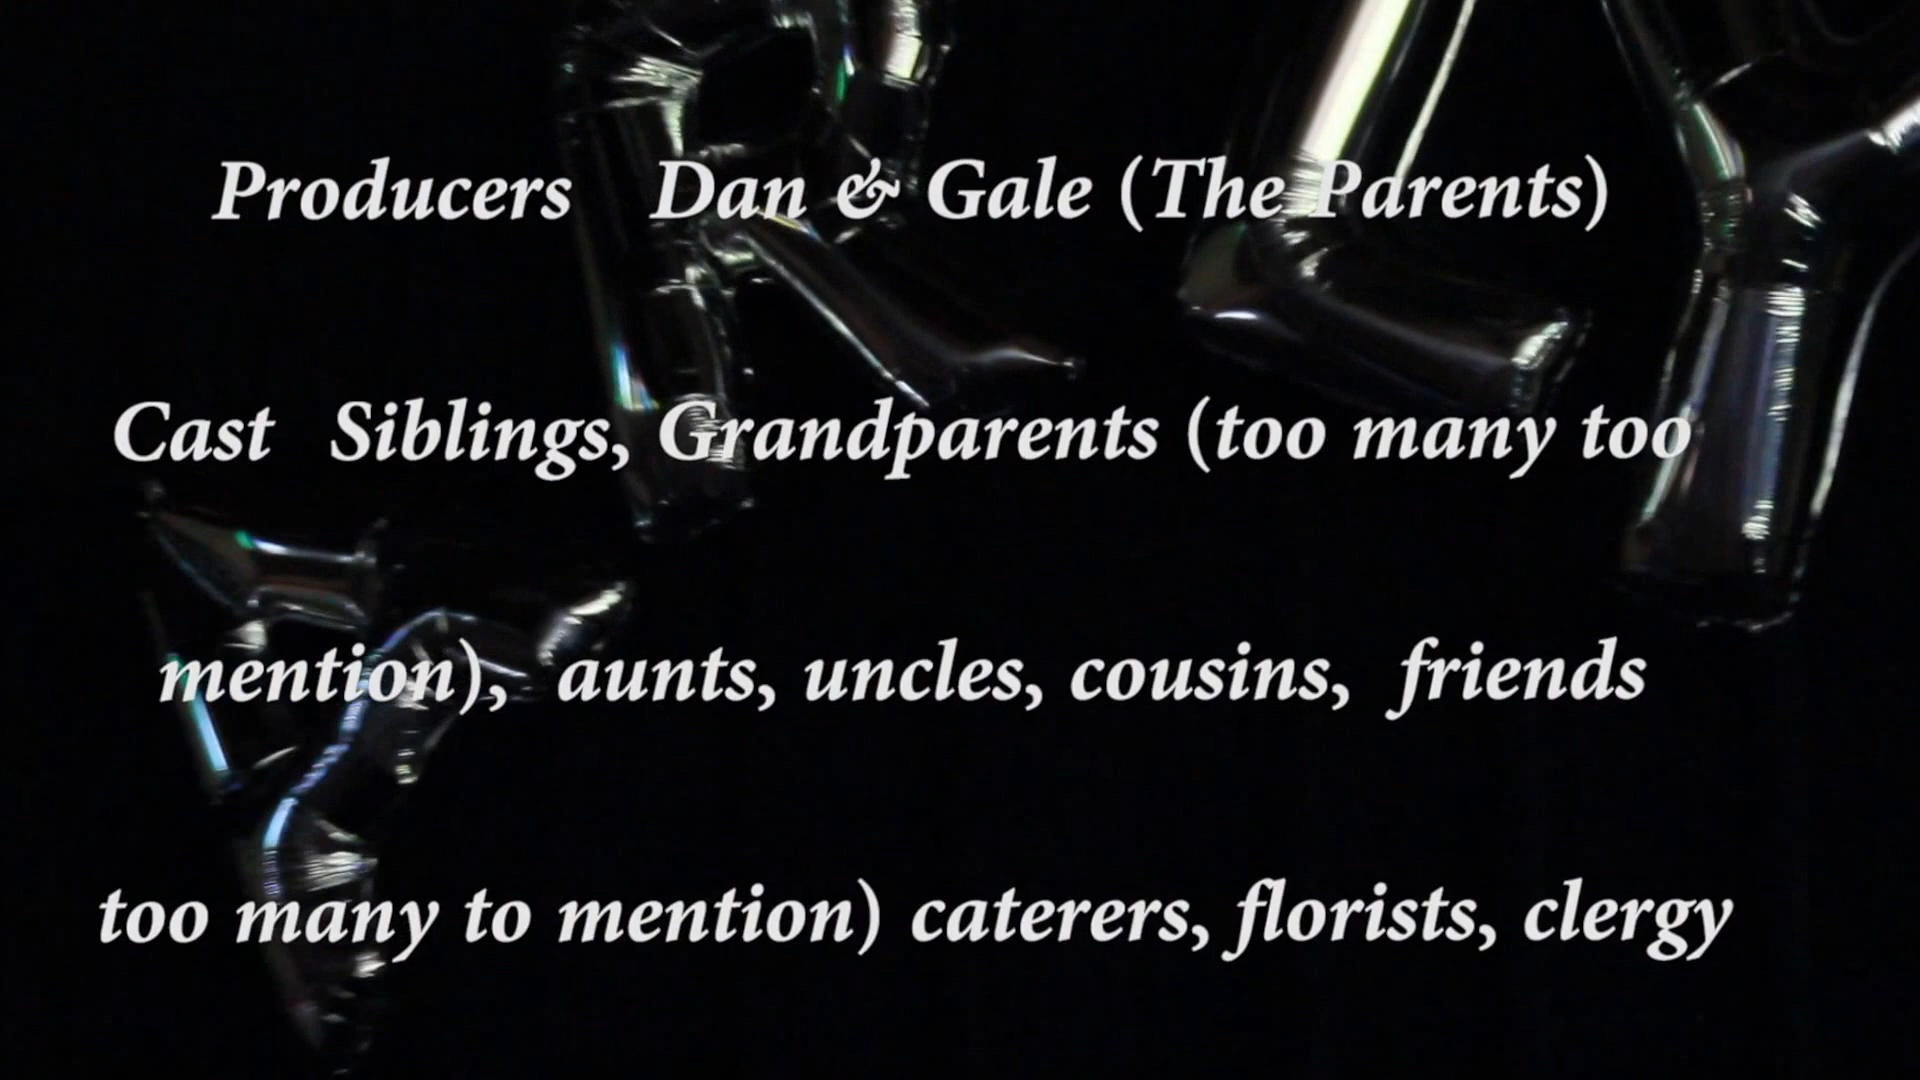 Producers Dan & Gale (The Parents)
Cast Siblings, Grandparents (too many too
mention), aunts, uncles, cousins, friends
too many to mention) caterers, florists, clergy